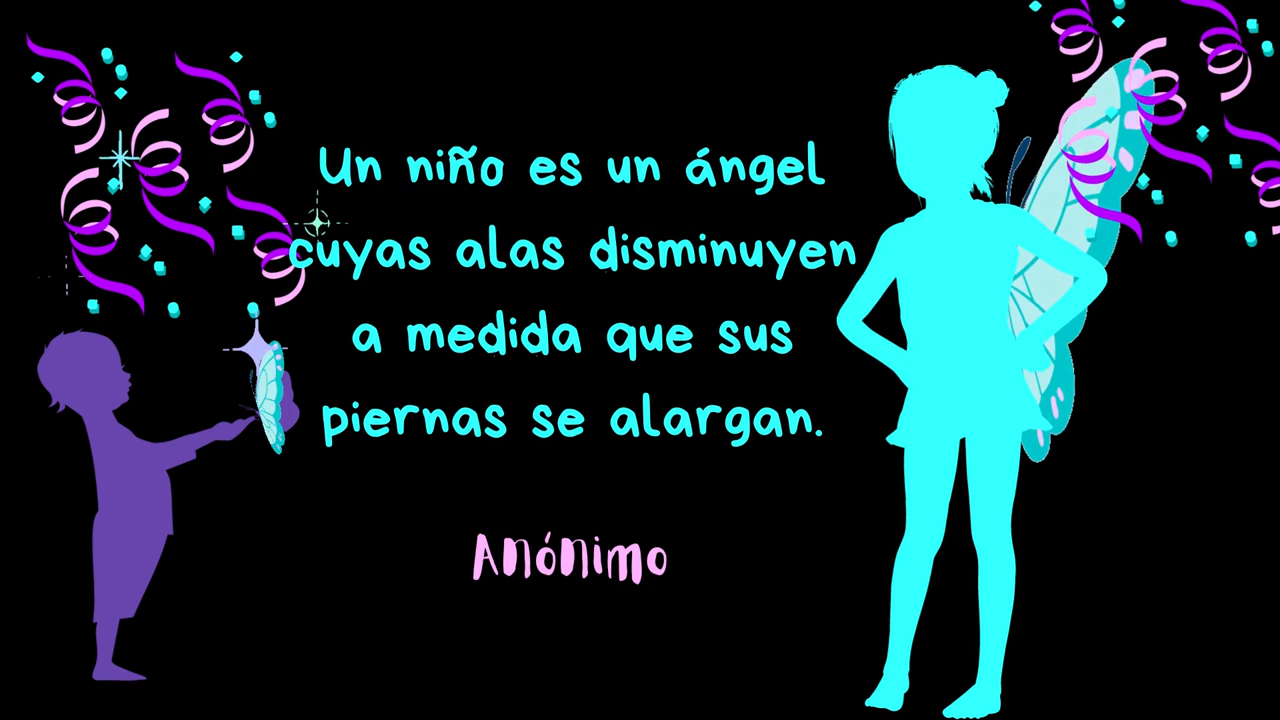 Un niño es un ángel
cuyas alas disminuyen
a medida que sus
piernas se alargan.
Anónimo